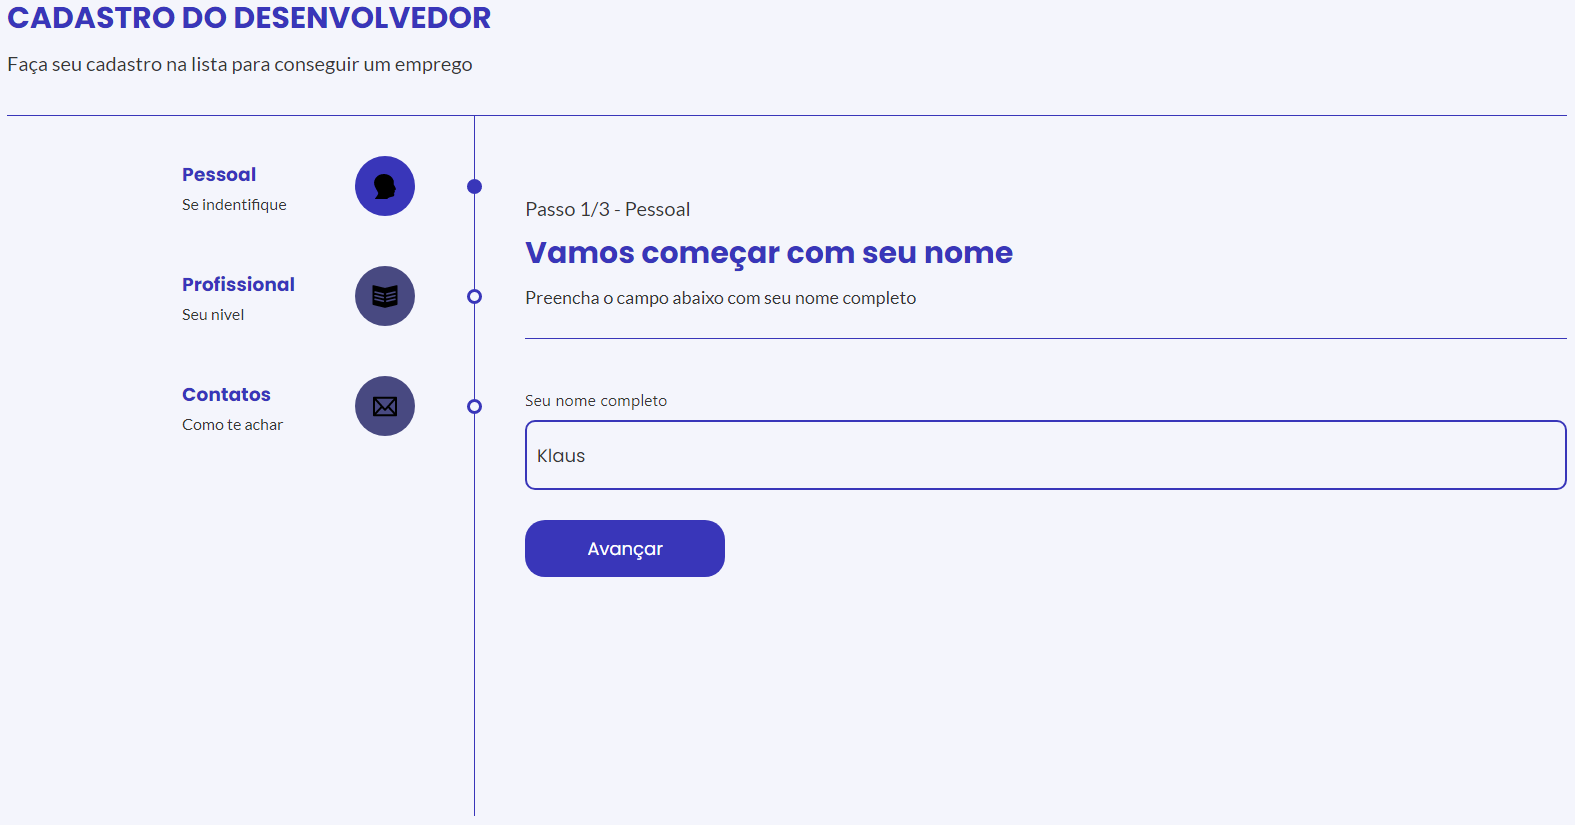 CADASTRO DO DESENVOLVEDOR
Faça seu cadastro na lista para conseguir um emprego
Pessoal
Se indentifique
Profissional
Seu nivel
Contatos
Como te achar
Passo 1/3 - Pessoal
Vamos começar com seu nome
Preencha o campo abaixo com seu nome completo
Seu nome completo
Klaus
Avançar